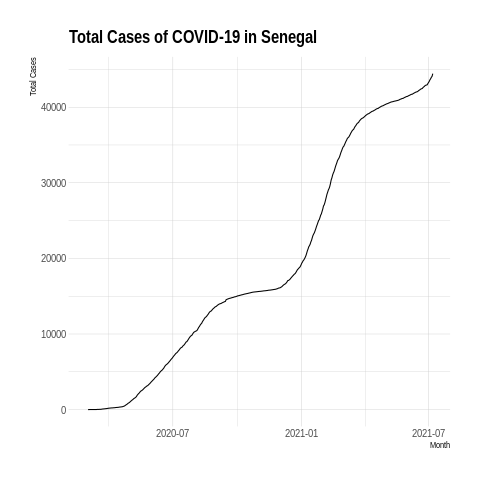 Total Cases of COVID-19 in Senegal
Total Cases
40000
30000
20000
10000
0
2020-07 2021-01 2021-07
Month